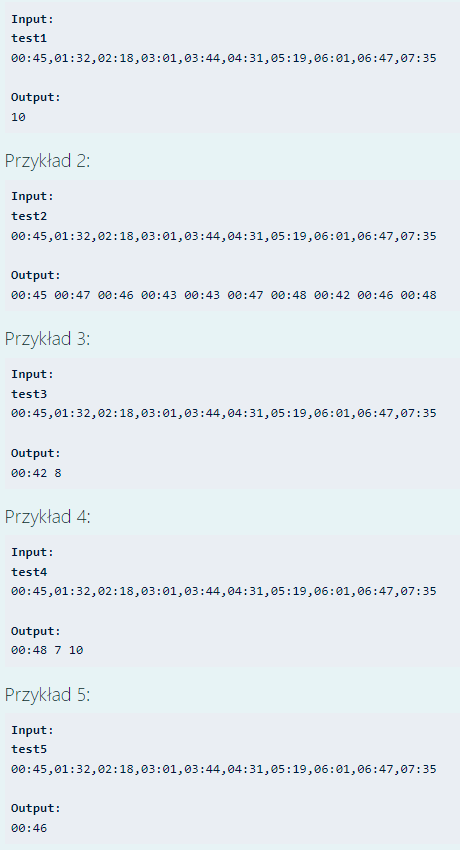 Input:
test1
00:45,01:32,02:18,03:01,03:44,04:31,05:19,06:01,06:47,07:35
Output:
10
Przykład 2:
Input:
test2
00:45,01:32,02:18,03:01,03:44,04:31,05:19,06:01,06:47,07:35
Output:
00:45 00:47 00:46 00:43 00:43 00:47 00:48 00:42 00:46 00:48
Przykład 3:
Input:
test3
00:45,01:32,02:18,03:01,03:44,04:31,05:19,06:01,06:47,07:35
Output:
00:42 8
Przykład 4:
Input:
test4
00:45,01:32,02:18,03:01,03:44,04:31,05:19,06:01,06:47,07:35
Output:
00:48 7 10
Przykład 5:
Input:
test5
00:45,01:32,02:18,03:01,03:44,04:31,05:19,06:01,06:47,07:35
Output:
00:46